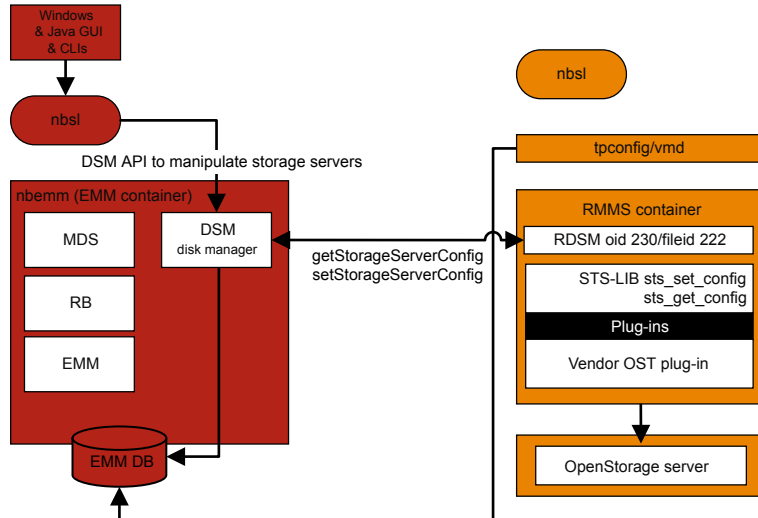 Windows
& Java GUI
& CLIs
nbsl
nbsl
DSM API to manipulate storage servers
tpconfig/vmd
nbemm (EMM container)
MDS
RB
EMM
DSM
disk manager
getStorageServerConfig
setStorageServerConfig
RMMS container
RDSM oid 230/fileid 222
STS-LIB sts_set_config
sts_get_config
Plug-ins
Vendor OST plug-in
EMM DB
OpenStorage server